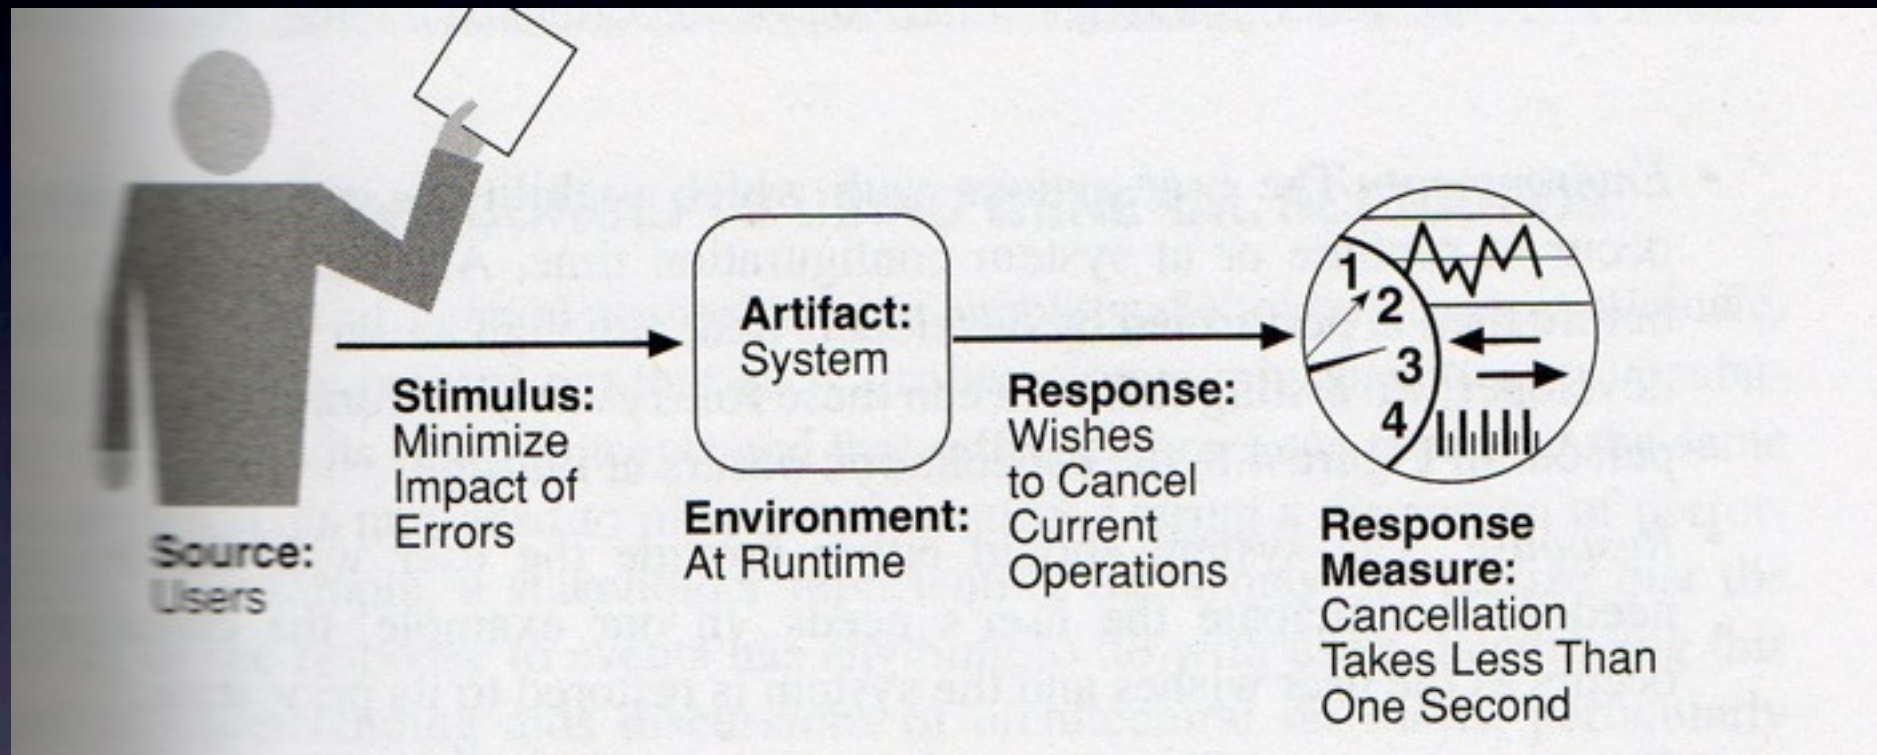 Source:
Users
Stimulus:
Minimize
Impact of
Errors
Artifact:
System
Environment:
At Runtime
Response:
Wishes
to Cancel
Current
Operations
1
2
3
4
Response
Measure:
Cancellation
Takes Less Than
One Second